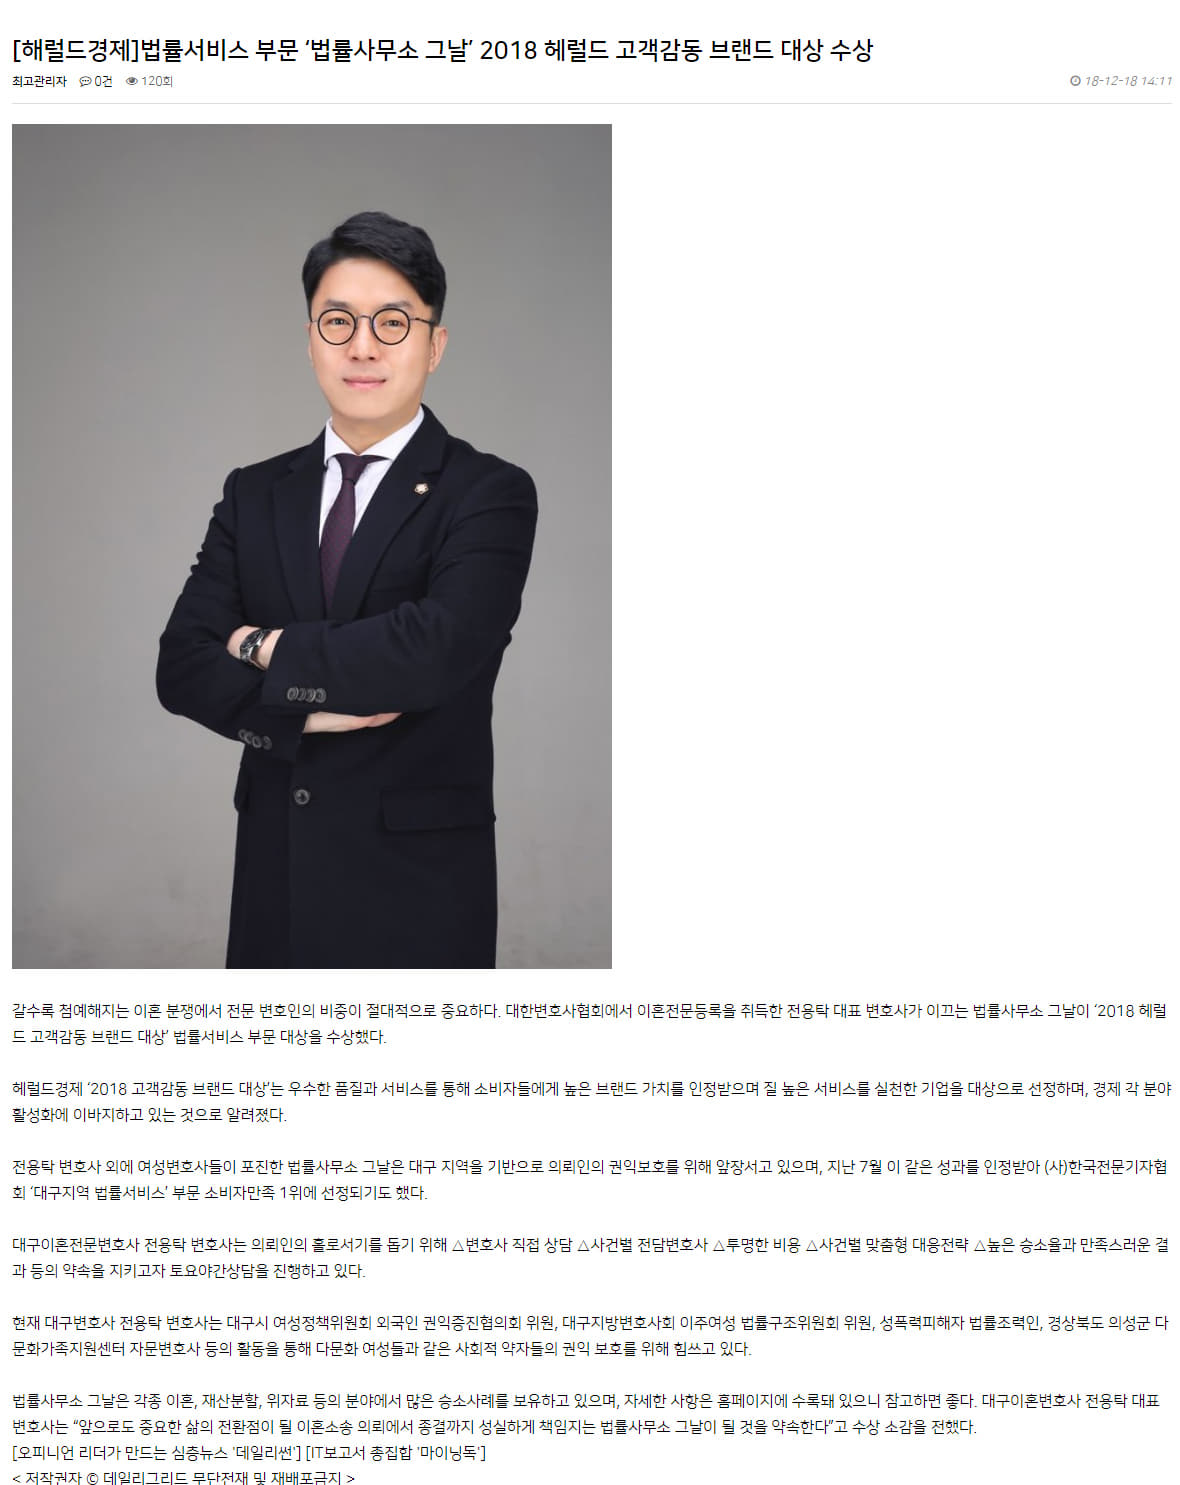 [해럴드경제]법률서비스 부문 ‘법률사무소 그날’ 2018 헤럴드 고객감동 브랜드 대상 수상
최고관리자 0건 120회 18-12-18 14:11
갈수록 첨예해지는 이혼 분쟁에서 전문 변호인의 비중이 절대적으로 중요하다. 대한변호사협회에서 이혼전문등록을 취득한 전용탁 대표 변호사가 이끄는 법률사무소 그날이 ‘2018 헤럴
드 고객감동 브랜드 대상’ 법률서비스 부문 대상을 수상했다.
헤럴드경제 ‘2018 고객감동 브랜드 대상’는 우수한 품질과 서비스를 통해 소비자들에게 높은 브랜드 가치를 인정받으며 질 높은 서비스를 실천한 기업을 대상으로 선정하며, 경제 각 분야
활성화에 이바지하고 있는 것으로 알려졌다.
전용탁 변호사 외에 여성변호사들이 포진한 법률사무소 그날은 대구 지역을 기반으로 의뢰인의 권익보호를 위해 앞장서고 있으며, 지난 7월 이 같은 성과를 인정받아 (사)한국전문기자협
회 ‘대구지역 법률서비스’ 부문 소비자만족 1위에 선정되기도 했다.
대구이혼전문변호사 전용탁 변호사는 의뢰인의 홀로서기를 돕기 위해 △변호사 직접 상담 △사건별 전담변호사 △투명한 비용 △사건별 맞춤형 대응전략 △높은 승소율과 만족스러운 결
과 등의 약속을 지키고자 토요야간상담을 진행하고 있다.
현재 대구변호사 전용탁 변호사는 대구시 여성정책위원회 외국인 권익증진협의회 위원, 대구지방변호사회 이주여성 법률구조위원회 위원, 성폭력피해자 법률조력인, 경상북도 의성군 다
문화가족지원센터 자문변호사 등의 활동을 통해 다문화 여성들과 같은 사회적 약자들의 권익 보호를 위해 힘쓰고 있다.
법률사무소 그날은 각종 이혼, 재산분할, 위자료 등의 분야에서 많은 승소사례를 보유하고 있으며, 자세한 사항은 홈페이지에 수록돼 있으니 참고하면 좋다. 대구이혼변호사 전용탁 대표
변호사는 “앞으로도 중요한 삶의 전환점이 될 이혼소송 의뢰에서 종결까지 성실하게 책임지는 법률사무소 그날이 될 것을 약속한다”고 수상 소감을 전했다.
[오피니언 리더가 만드는 심층뉴스 '데일리썬'] [IT보고서 총집합 '마이닝독']
< 저작권자 © 데일리그리드 무단전재 및 재배포금지 >